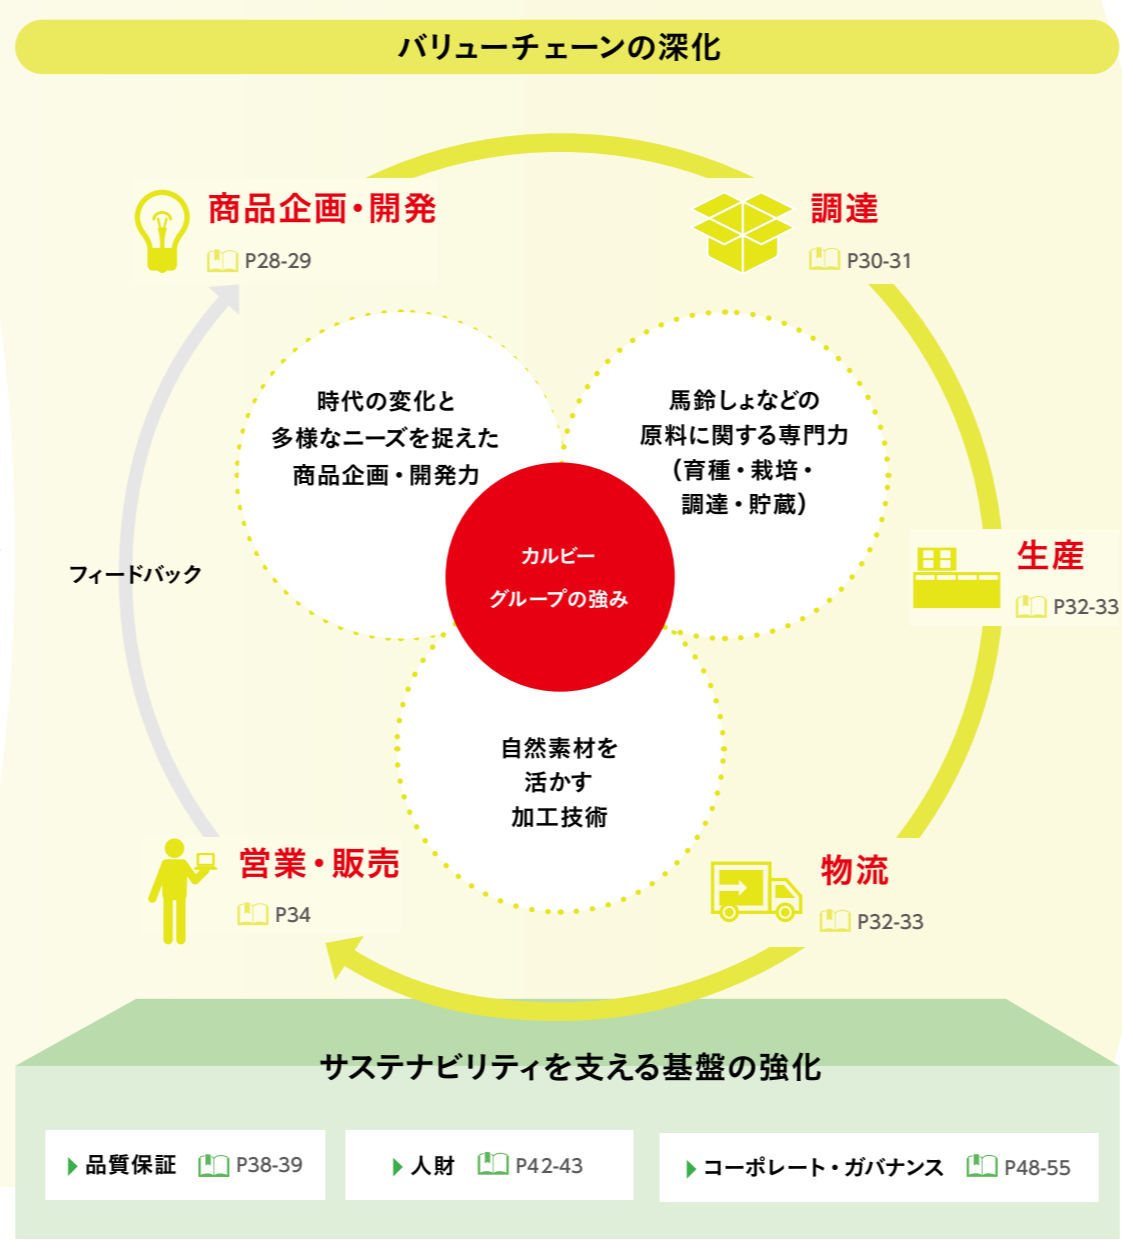 バリューチェーンの深化
商品企画・開発
P28-29
調達
P30-31
時代の変化と
多様なニーズを捉えた
商品企画・開発力
馬鈴しょなどの
原料に関する専門力
（育種・栽培・
調達・貯蔵）
カルビー
グループの強み
フィードバック
生産
P32-33
自然素材を
活かす
加工技術
営業・販売
P34
物流
P32-33
サステナビリティを支える基盤の強化
品質保証 P38-39
人財 P42-43
コーポレート・ガバナンス P48-55